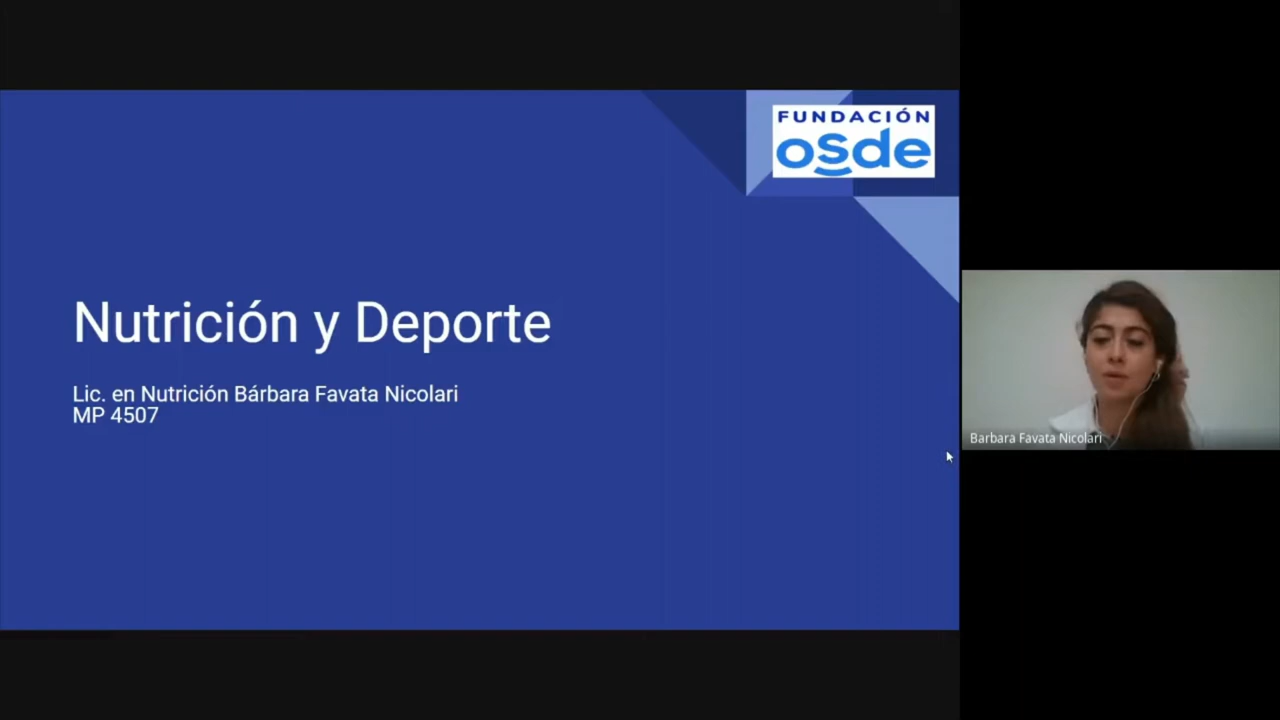 FUNDACIÓN
osde
Nutrición y Deporte
Lic. en Nutrición Bárbara Favata Nicolari
MP 4507
Barbara Favata Nicolari